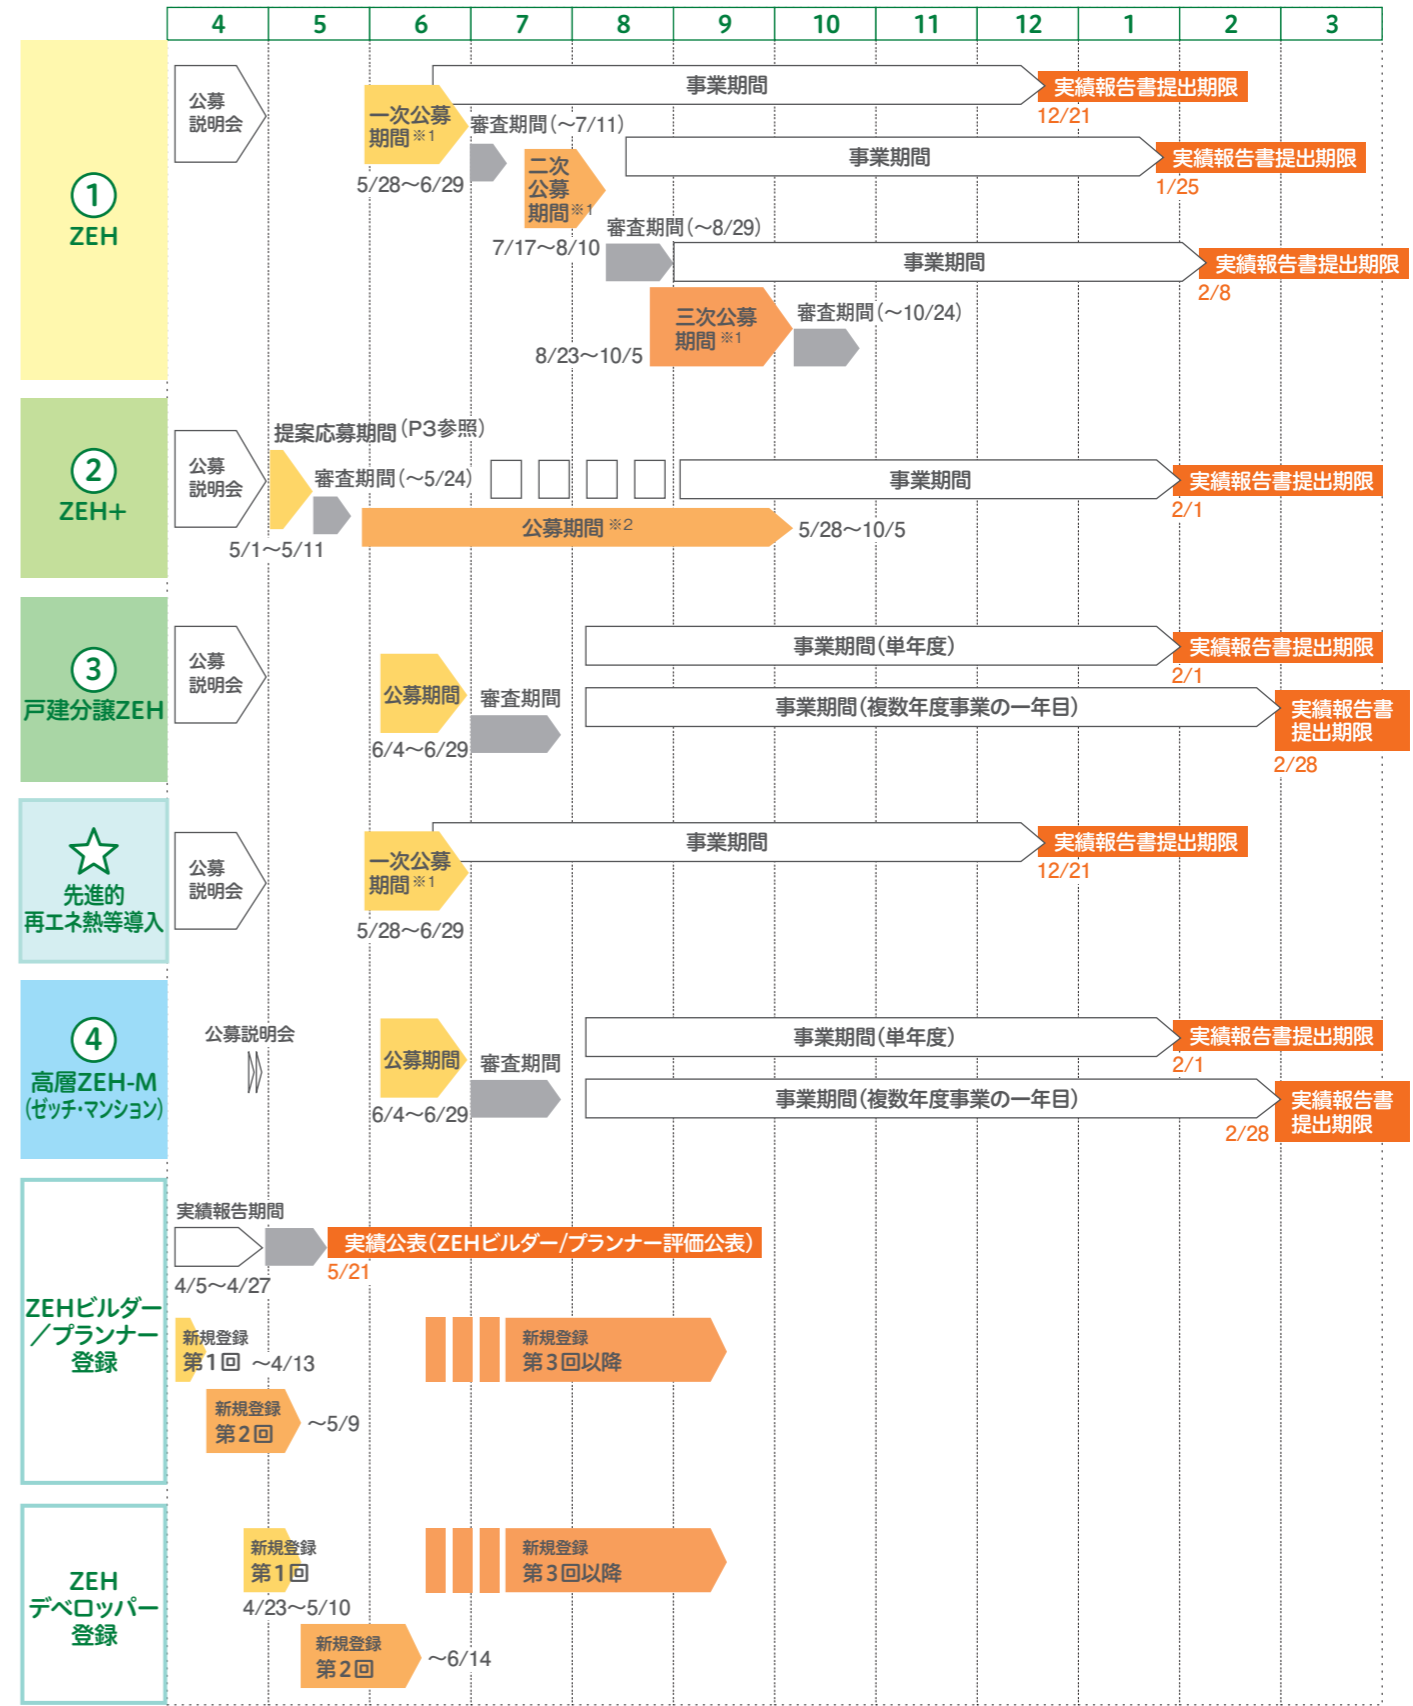 4 5 6 7 8 9 10 11 12 1 2 3
①
ZEH
公募
説明会
一次公募
期間※1
5/28〜6/29
事業期間
実績報告書提出期限
12/21
審査期間(〜7/11)
二次
公募
期間※1
7/17〜8/10
事業期間
実績報告書提出期限
1/25
審査期間(〜8/29)
事業期間
実績報告書提出期限
2/8
三次公募
期間※1
8/23〜10/5
審査期間(〜10/24)
②
ZEH+
公募
説明会
提案応募期間(P3参照)
5/1〜5/11
審査期間(〜5/24)
事業期間
実績報告書提出期限
2/1
公募期間※2
5/28〜10/5
③
戸建分譲ZEH
公募
説明会
公募期間
6/4〜6/29
審査期間
事業期間(単年度)
実績報告書提出期限
2/1
事業期間(複数年度事業の一年目)
実績報告書
提出期限
2/28
先進的
再エネ熱等導入
公募
説明会
一次公募
期間※1
5/28〜6/29
事業期間
実績報告書提出期限
12/21
④
高層ZEH-M
(ゼッチ・マンション)
公募説明会
公募期間
6/4〜6/29
審査期間
事業期間(単年度)
実績報告書提出期限
2/1
事業期間(複数年度事業の一年目)
実績報告書
提出期限
2/28
ZEHビルダー
/プランナー
登録
実績報告期間
4/5〜4/27
実績公表(ZEHビルダー/プランナー評価公表)
5/21
新規登録
第1回 〜4/13
新規登録
第3回以降
新規登録
第2回
〜5/9
ZEH
デベロッパー
登録
新規登録
第1回
4/23〜5/10
新規登録
第3回以降
新規登録
第2回
〜6/14